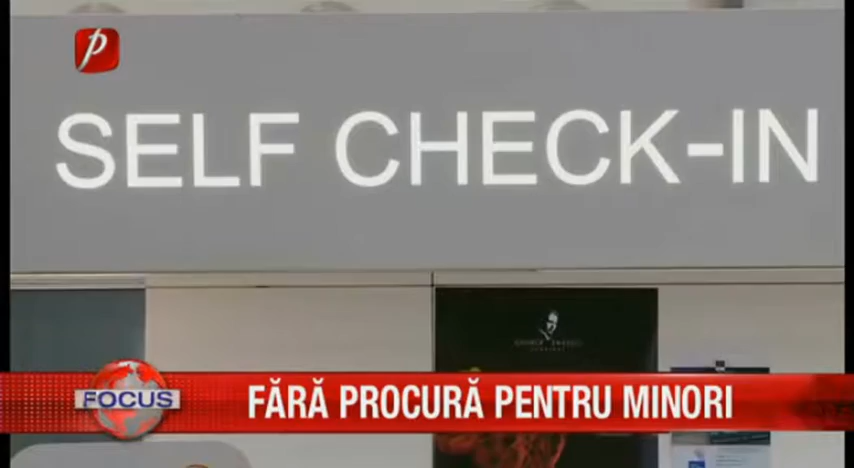 p
SELF CHECK-IN
FOCUS
FĂRĂ PROCURĂ PENTRU MINORI